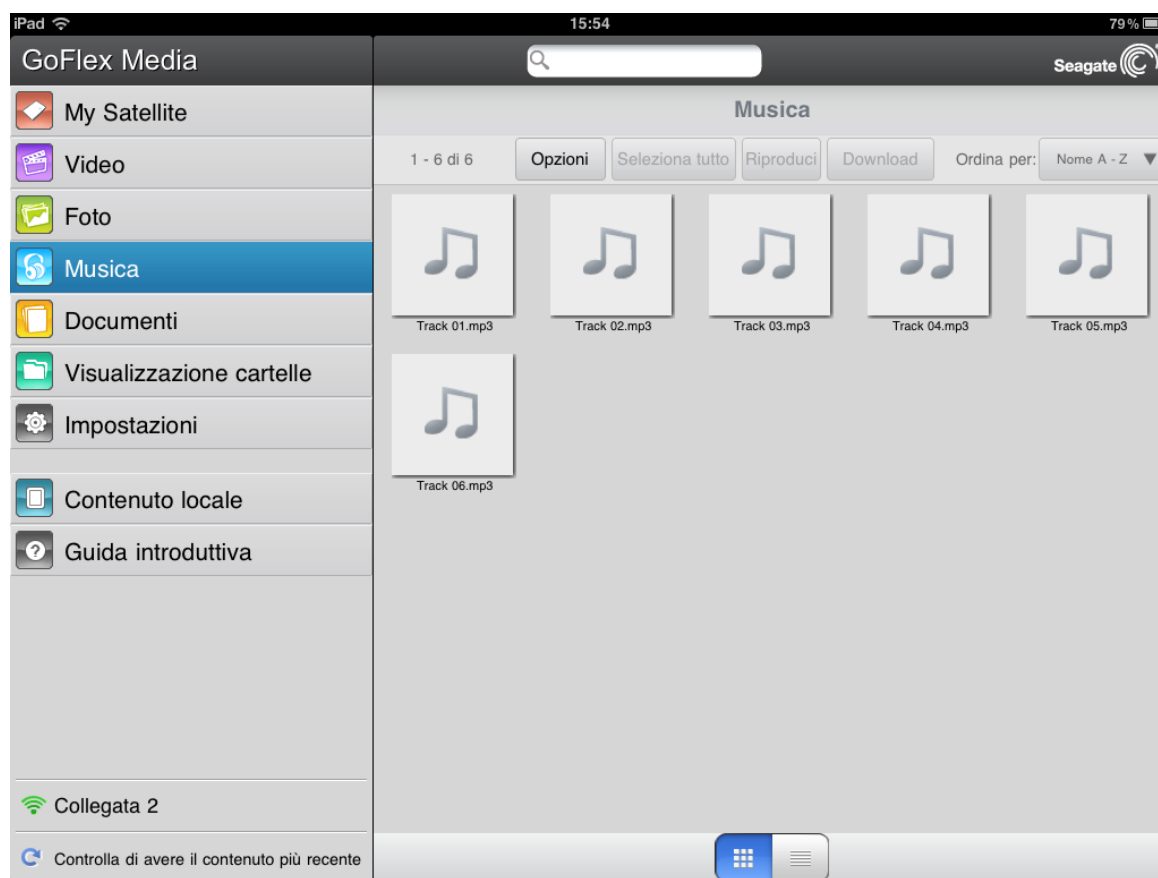 iPad 15:54 79%
GoFlex Media Seagate
My Satellite
Video
Foto
Musica
Documenti
Visualizzazione cartelle
Impostazioni
Contenuto locale
Guida introduttiva
Collegata 2
Controlla di avere il contenuto più recente
Musica
1 - 6 di 6 Opzioni Seleziona tutto Riproduci Download Ordina per: Nome A - Z
Track 01.mp3 Track 02.mp3 Track 03.mp3 Track 04.mp3 Track 05.mp3
Track 06.mp3